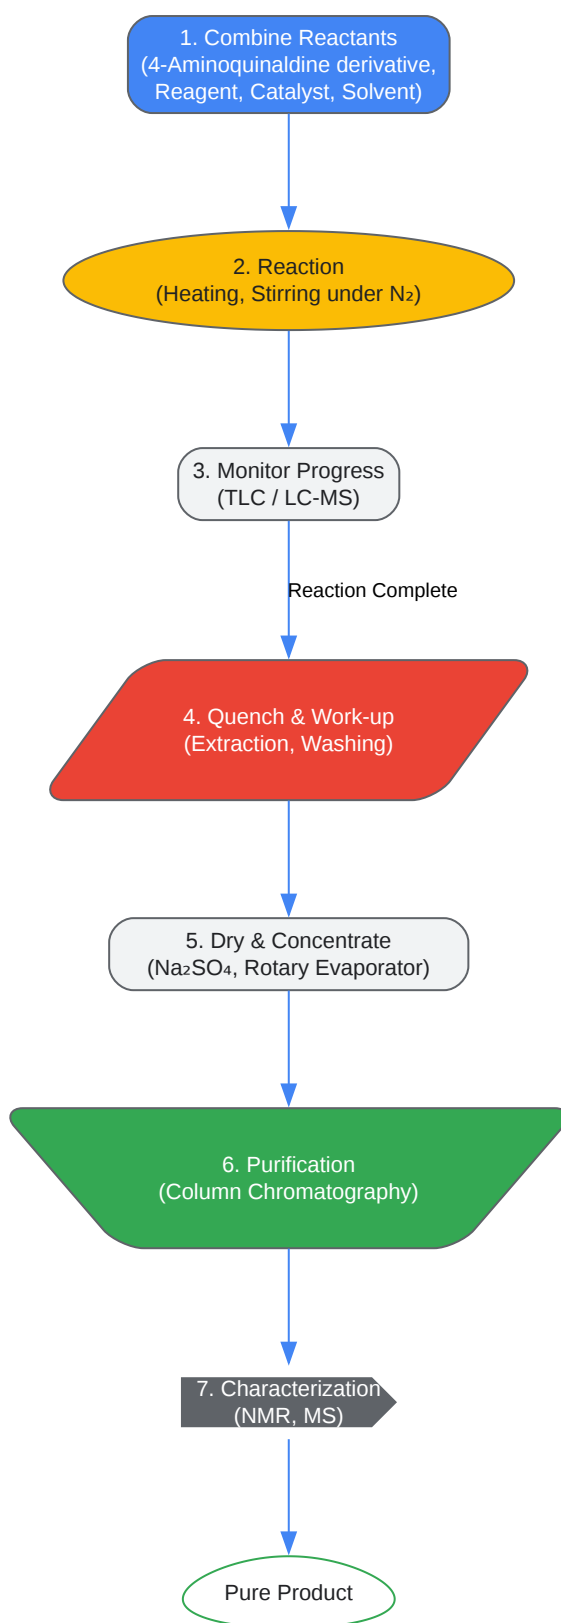 1. Combine Reactants
(4-Aminoquinaldine derivative,
Reagent, Catalyst, Solvent)
2. Reaction
(Heating, Stirring under N₂)
3. Monitor Progress
(TLC / LC-MS)
Reaction Complete
4. Quench & Work-up
(Extraction, Washing)
5. Dry & Concentrate
(Na₂SO₄, Rotary Evaporator)
6. Purification
(Column Chromatography)
7. Characterization
(NMR, MS)
Pure Product